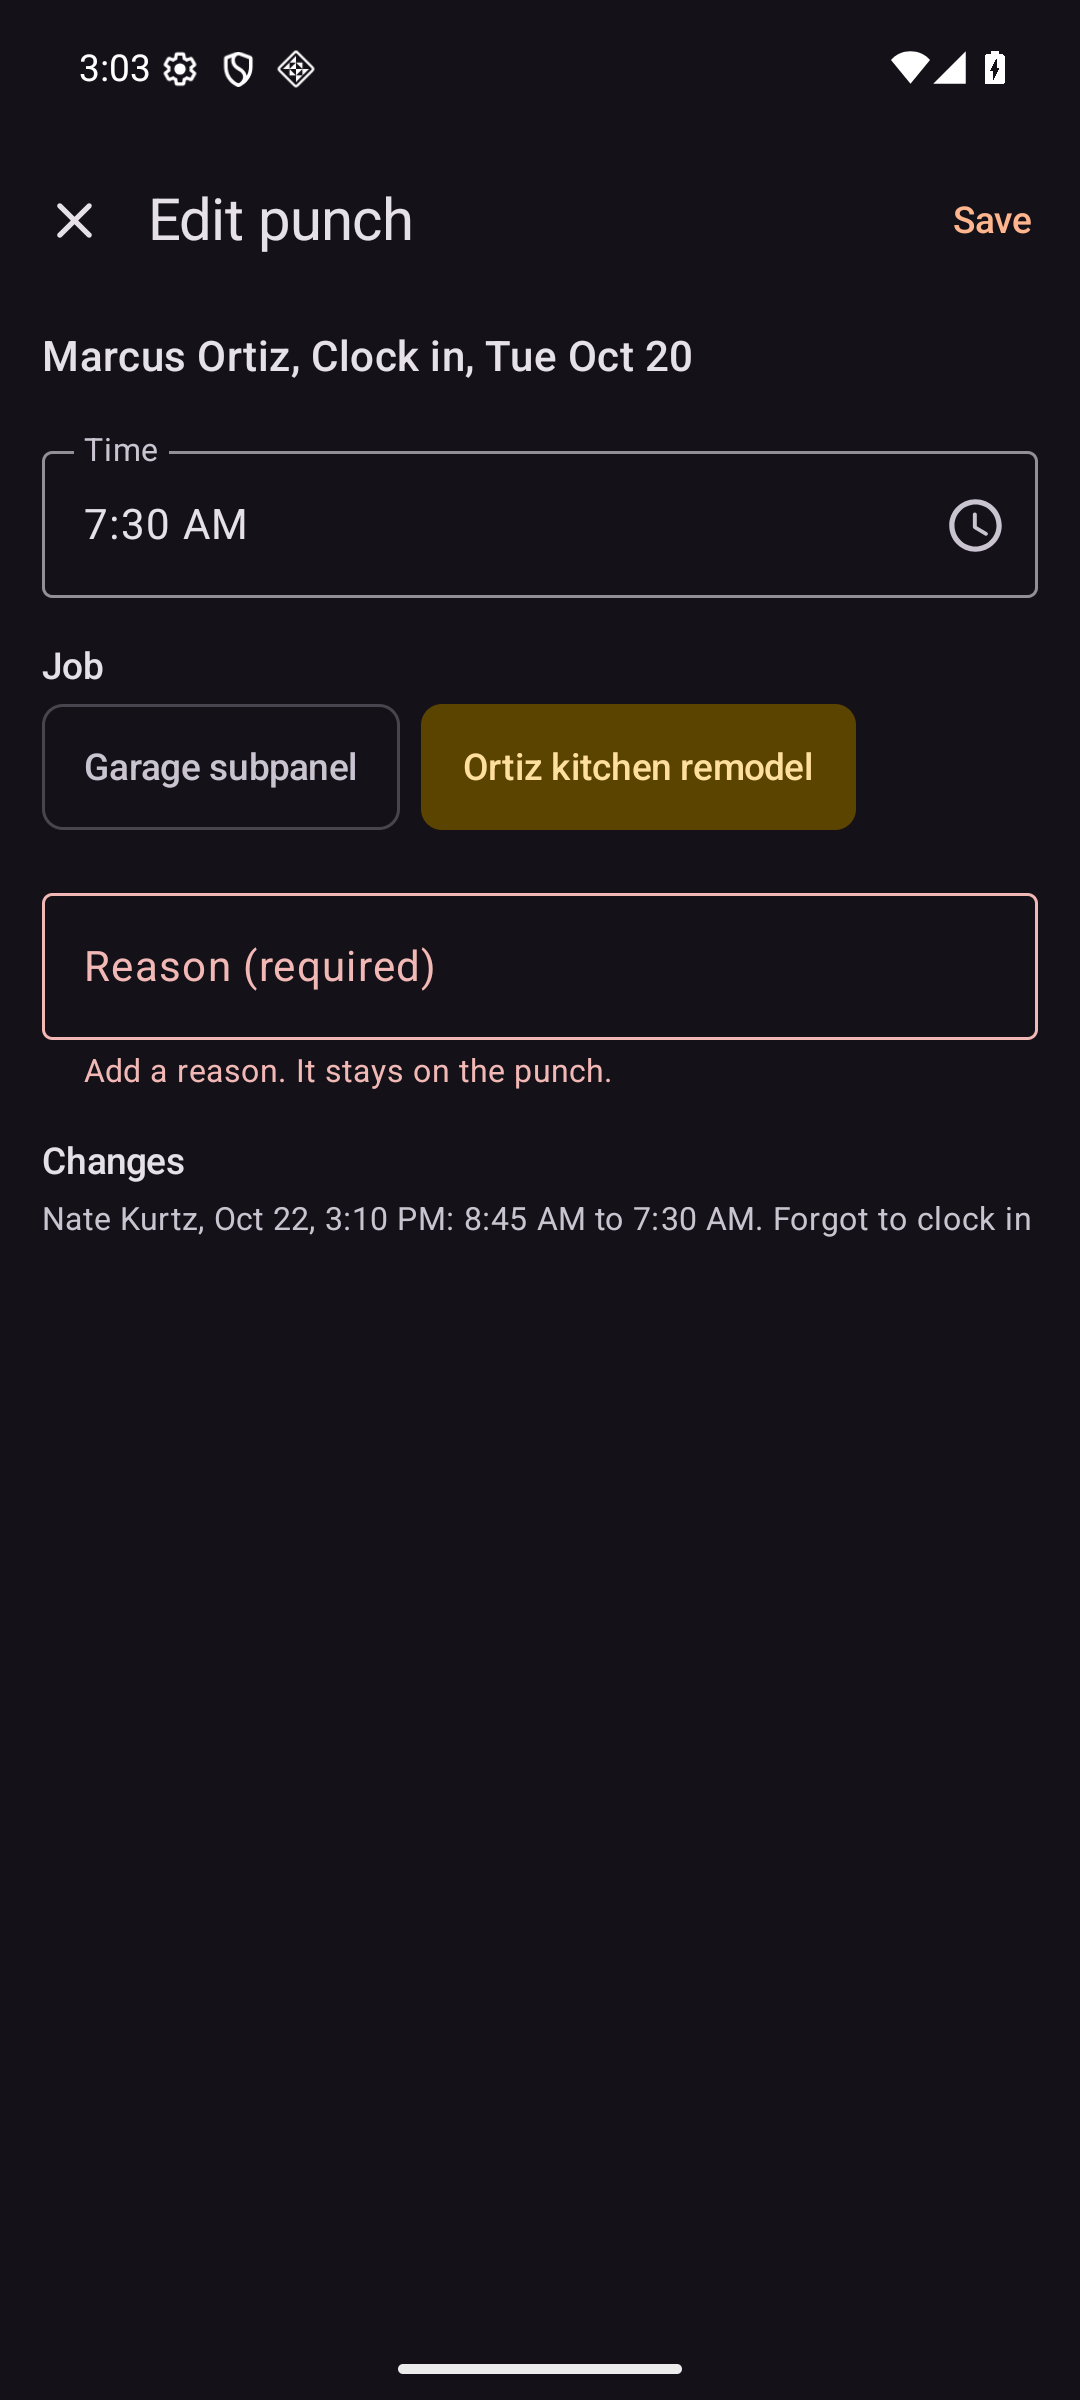 3:03
Edit punch
Save
Marcus Ortiz, Clock in, Tue Oct 20
Time
7:30 AM
Job
Garage subpanel
Ortiz kitchen remodel
Reason (required)
Add a reason. It stays on the punch.
Changes
Nate Kurtz, Oct 22, 3:10 PM: 8:45 AM to 7:30 AM. Forgot to clock in